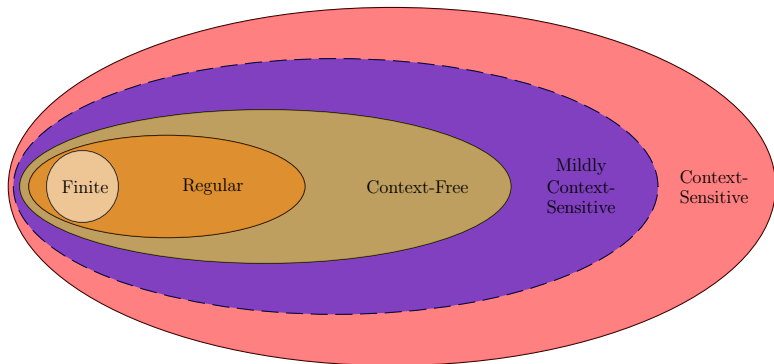 Finite
Regular
Context-Free
Mildly
Context-
Sensitive
Context-
Sensitive